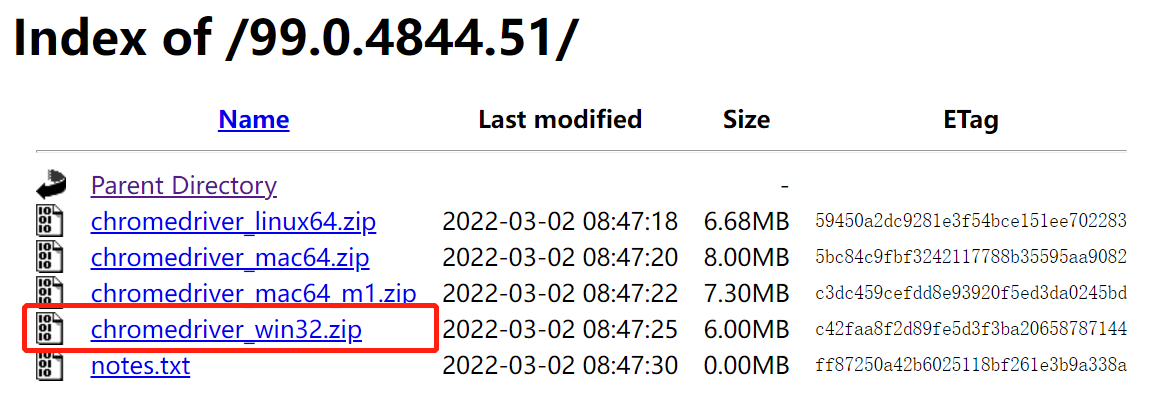 Index of /99.0.4844.51/
Name Last modified Size ETag
Parent Directory -
chromedriver_linux64.zip 2022-03-02 08:47:18 6.68MB 59450a2dc9281e3f54bce151ee702283
chromedriver_mac64.zip 2022-03-02 08:47:20 8.00MB 5bc84c9fbf3242117788b35595aa9082
chromedriver_mac64_m1.zip 2022-03-02 08:47:22 7.30MB c3dc459cefdd8e93920f5ed3da0245bd
chromedriver_win32.zip 2022-03-02 08:47:25 6.00MB c42faa8f2d89fe5d3f3ba20658787144
notes.txt 2022-03-02 08:47:30 0.00MB ff87250a42b6025118bf261e3b9a338a